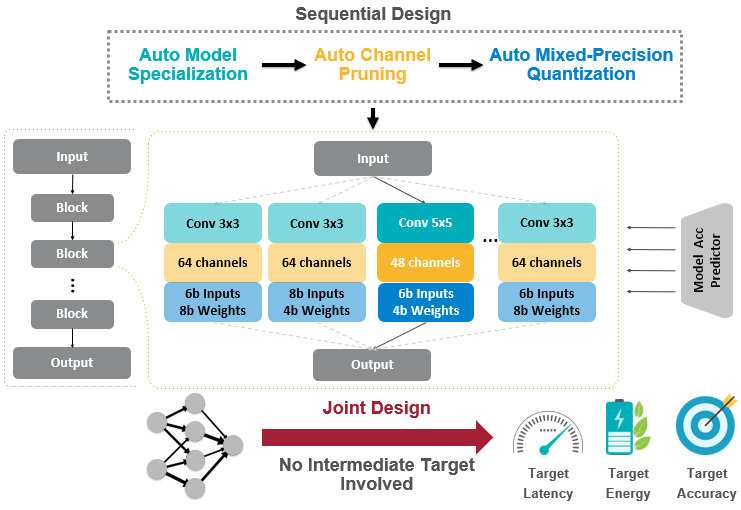 Sequential Design
Auto Model
Specialization
Auto Channel
Pruning
Auto Mixed-Precision
Quantization
Input
Block
Block
...
Block
Output
Input
Conv 3x3
64 channels
6b Inputs
8b Weights
Conv 3x3
64 channels
8b Inputs
4b Weights
Conv 5x5
48 channels
6b Inputs
4b Weights
...
Conv 3x3
64 channels
6b Inputs
8b Weights
Output
Model Acc
Predictor
Joint Design
No Intermediate Target
Involved
Target
Latency
Target
Energy
Target
Accuracy